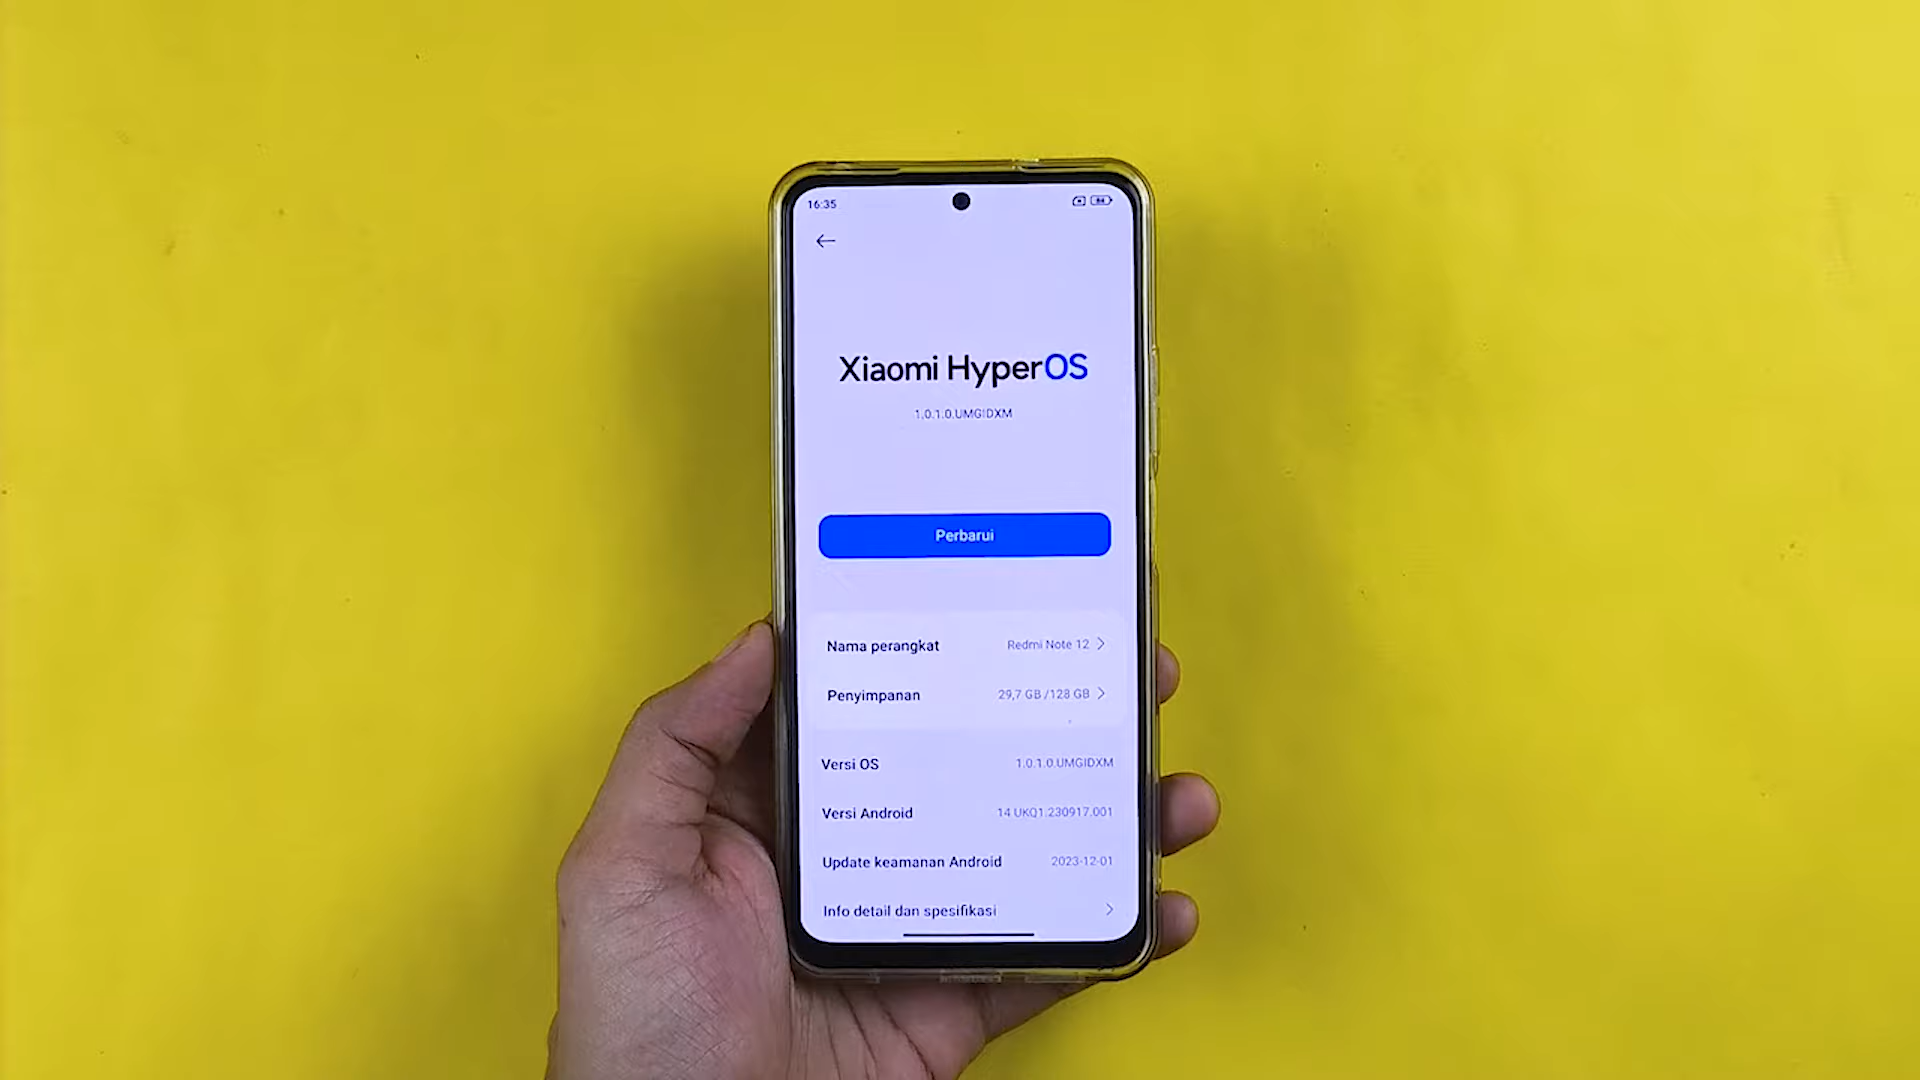 16:35
Xiaomi HyperOS
1.0.1.0.UMGIDXM
Perbarui
Nama perangkat Redmi Note 12
Penyimpanan 29,7 GB /128 GB
Versi OS 1.0.1.0.UMGIDXM
Versi Android 14 UKQ1.230917.001
Update keamanan Android 2023-12-01
Info detail dan spesifikasi